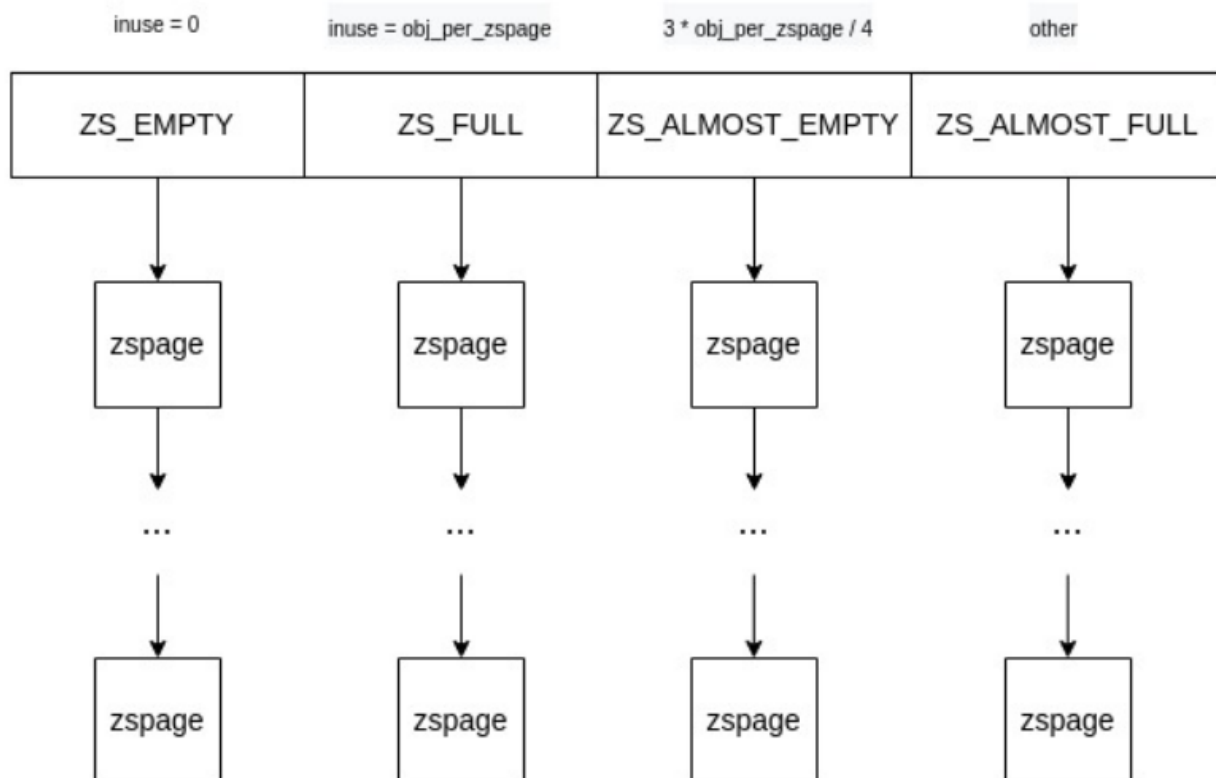 inuse = 0 inuse = obj_per_zspage 3 * obj_per_zspage / 4 other
ZS_EMPTY ZS_FULL ZS_ALMOST_EMPTY ZS_ALMOST_FULL
zspage zspage zspage zspage
... ... ... ...
zspage zspage zspage zspage